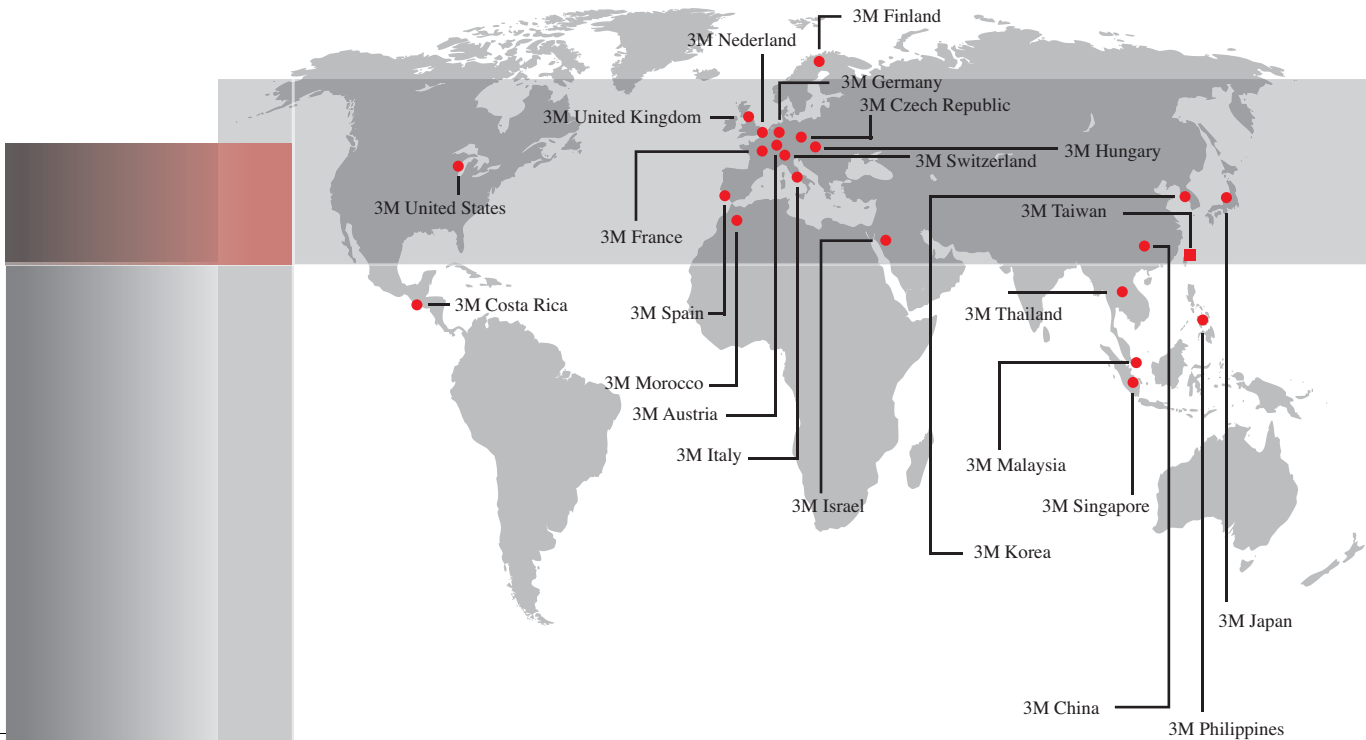 3M Finland
3M Nederland
3M Germany
3M Czech Republic
3M United Kingdom
3M Switzerland
3M Hungary
3M United States
3M Taiwan
3M France
3M Costa Rica
3M Spain
3M Thailand
3M Morocco
3M Austria
3M Italy
3M Malaysia
3M Israel
3M Singapore
3M Korea
3M Japan
3M China
3M Philippines